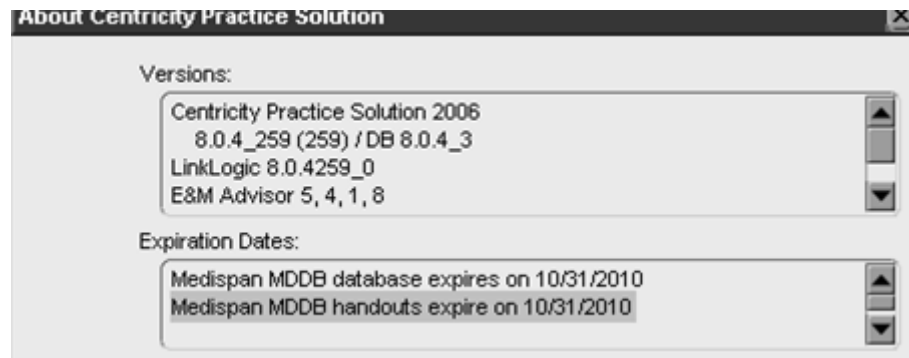 About Centricity Practice Solution
Versions:
Centricity Practice Solution 2006
8.0.4_259 (259) / DB 8.0.4_3
LinkLogic 8.0.4259_0
E&M Advisor 5, 4, 1, 8
Expiration Dates:
Medispan MDDB database expires on 10/31/2010
Medispan MDDB handouts expire on 10/31/2010